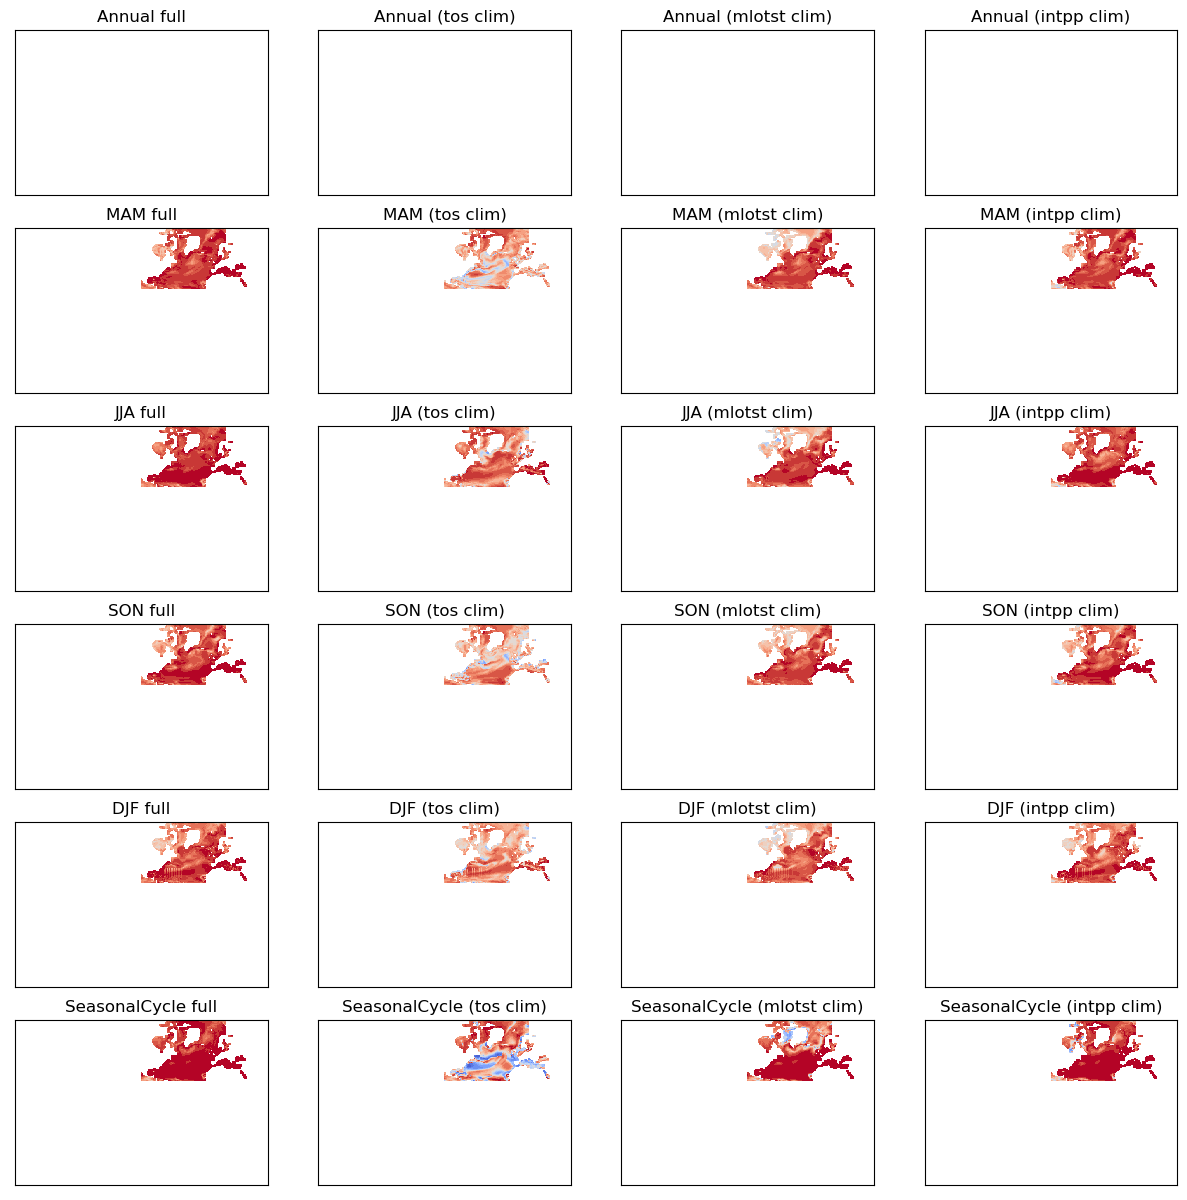 Annual full
Annual (tos clim)
Annual (mlotst clim)
Annual (intpp clim)
MAM full
MAM (tos clim)
MAM (mlotst clim)
MAM (intpp clim)
JJA full
JJA (tos clim)
JJA (mlotst clim)
JJA (intpp clim)
SON full
SON (tos clim)
SON (mlotst clim)
SON (intpp clim)
DJF full
DJF (tos clim)
DJF (mlotst clim)
DJF (intpp clim)
SeasonalCycle full
SeasonalCycle (tos clim)
SeasonalCycle (mlotst clim)
SeasonalCycle (intpp clim)